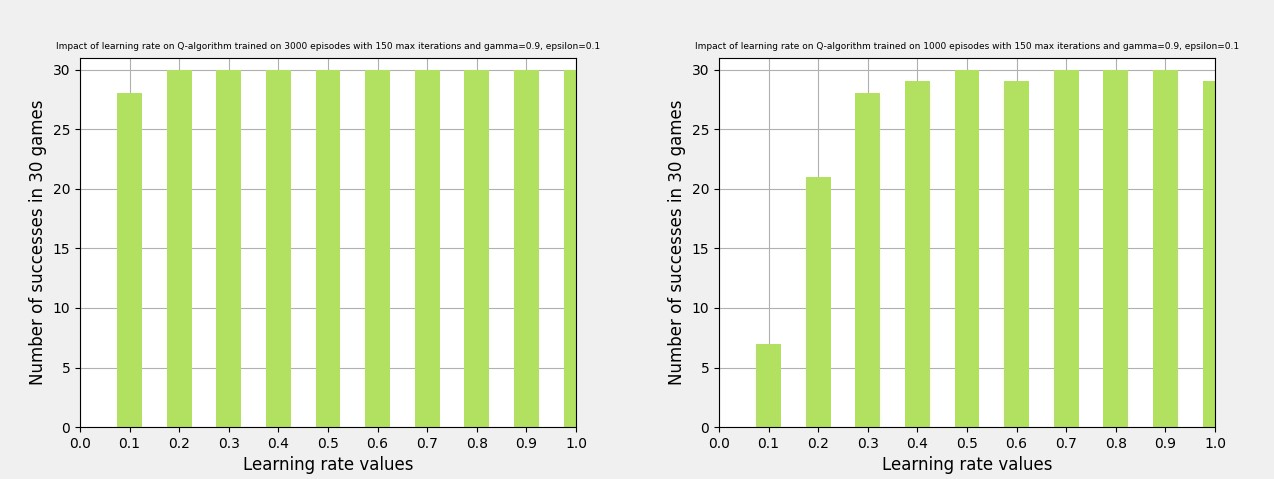 Impact of learning rate on Q-algorithm trained on 3000 episodes with 150 max iterations and gamma=0.9, epsilon=0.1
30
25
20
15
10
5
0
Number of successes in 30 games
0.0 0.1 0.2 0.3 0.4 0.5 0.6 0.7 0.8 0.9 1.0
Learning rate values
Impact of learning rate on Q-algorithm trained on 1000 episodes with 150 max iterations and gamma=0.9, epsilon=0.1
30
25
20
15
10
5
0
Number of successes in 30 games
0.0 0.1 0.2 0.3 0.4 0.5 0.6 0.7 0.8 0.9 1.0
Learning rate values